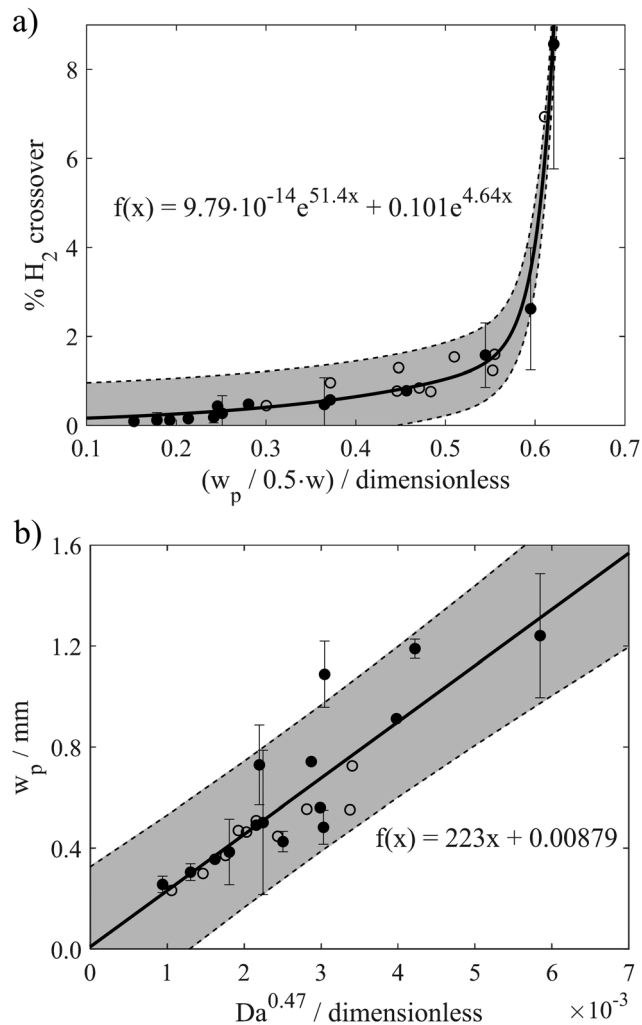 a)
8
6
4
2
0
% H2 crossover
f(x) = 9.79·10^-14 e^51.4x + 0.101e^4.64x
0.1 0.2 0.3 0.4 0.5 0.6 0.7
(wp / 0.5·w) / dimensionless
b)
1.6
1.2
0.8
0.4
0.0
wp / mm
f(x) = 223x + 0.00879
0 1 2 3 4 5 6 7
Da^0.47 / dimensionless ×10^-3